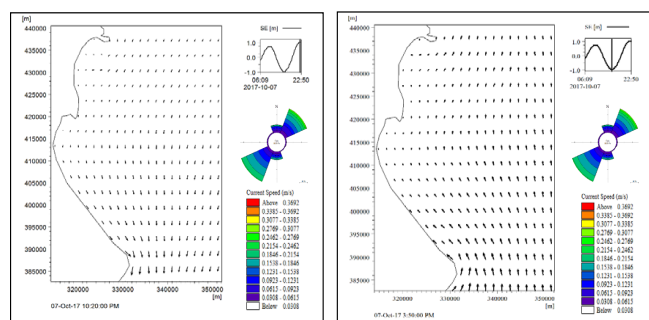 [m]
SE [m]
440000
435000
430000
425000
420000
415000
410000
405000
400000
395000
390000
385000
320000 330000 340000 350000
[m]
1.0
0.0
-1.0
06:09 22:50
2017-10-07
N
Current Speed (m/s)
Above 0.3692
0.3385 - 0.3692
0.3077 - 0.3385
0.2769 - 0.3077
0.2462 - 0.2769
0.2154 - 0.2462
0.1846 - 0.2154
0.1538 - 0.1846
0.1231 - 0.1538
0.0923 - 0.1231
0.0615 - 0.0923
0.0308 - 0.0615
Below 0.0308
07-Oct-17 10:20:00 PM
[m]
SE [m]
440000
435000
430000
425000
420000
415000
410000
405000
400000
395000
390000
385000
320000 330000 340000 350000
[m]
1.0
0.0
-1.0
06:09 22:50
2017-10-07
N
Current Speed (m/s)
Above 0.3692
0.3385 - 0.3692
0.3077 - 0.3385
0.2769 - 0.3077
0.2462 - 0.2769
0.2154 - 0.2462
0.1846 - 0.2154
0.1538 - 0.1846
0.1231 - 0.1538
0.0923 - 0.1231
0.0615 - 0.0923
0.0308 - 0.0615
Below 0.0308
07-Oct-17 3:50:00 PM